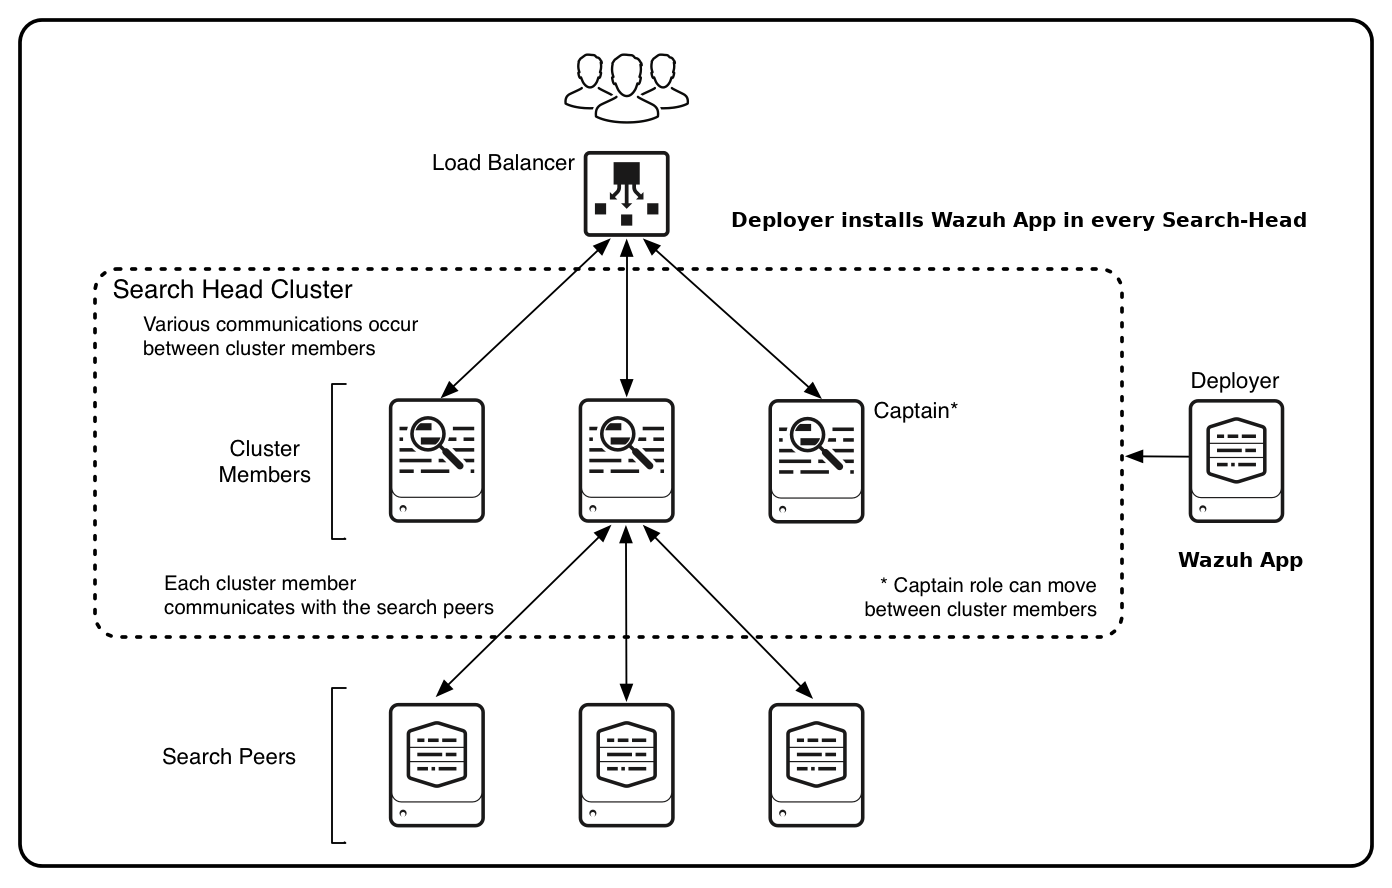 Load Balancer
Deployer installs Wazuh App in every Search-Head
Search Head Cluster
Various communications occur
between cluster members
Deployer
Captain*
Cluster
Members
Wazuh App
Each cluster member
communicates with the search peers
* Captain role can move
between cluster members
Search Peers